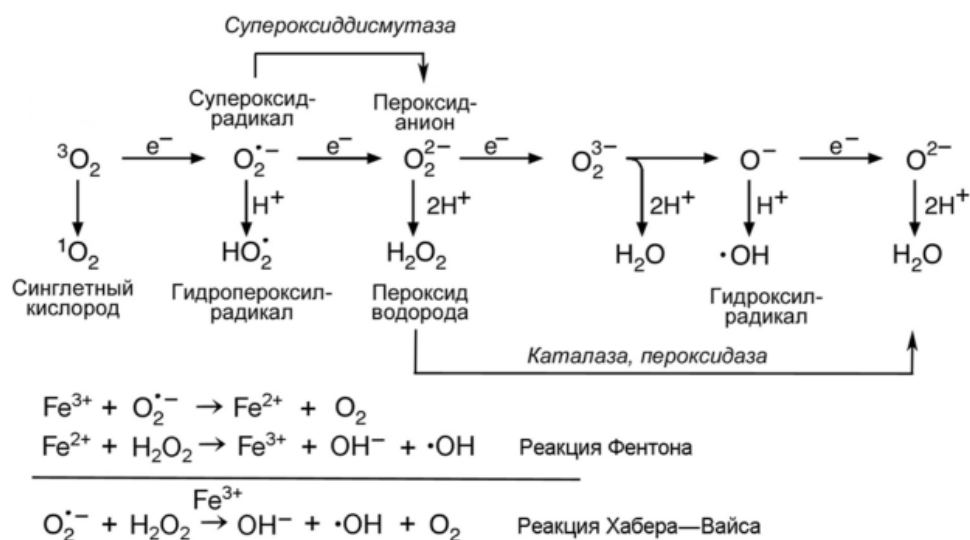 Супероксиддисмутаза
Супероксид-
радикал
Пероксид-
анион
³O₂ e⁻ O₂•⁻ e⁻ O₂²⁻ e⁻ O₂³⁻ O⁻ e⁻ O²⁻
H⁺ 2H⁺ 2H⁺ H⁺ 2H⁺
¹O₂ HO₂• H₂O₂ H₂O •OH H₂O
Синглетный
кислород
Гидропероксил-
радикал
Пероксид
водорода
Гидроксил-
радикал
Каталаза, пероксидаза
Fe³⁺ + O₂•⁻ → Fe²⁺ + O₂
Fe²⁺ + H₂O₂ → Fe³⁺ + OH⁻ + •OH Реакция Фентона
Fe³⁺
O₂•⁻ + H₂O₂ → OH⁻ + •OH + O₂ Реакция Хабера—Вайса